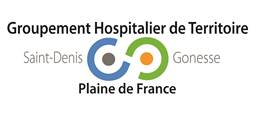 Groupement Hospitalier de Territoire
Saint-Denis Gonesse
Plaine de France